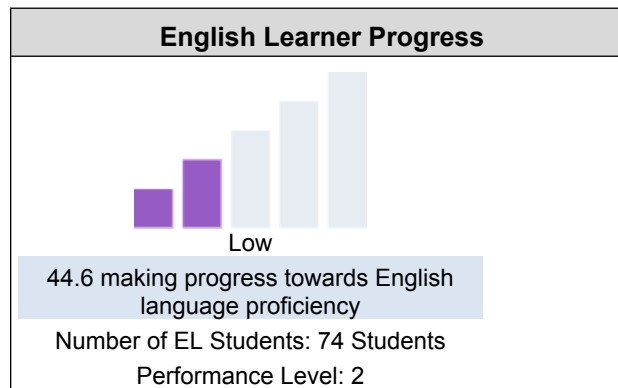 English Learner Progress
Low
44.6 making progress towards English
language proficiency
Number of EL Students: 74 Students
Performance Level: 2